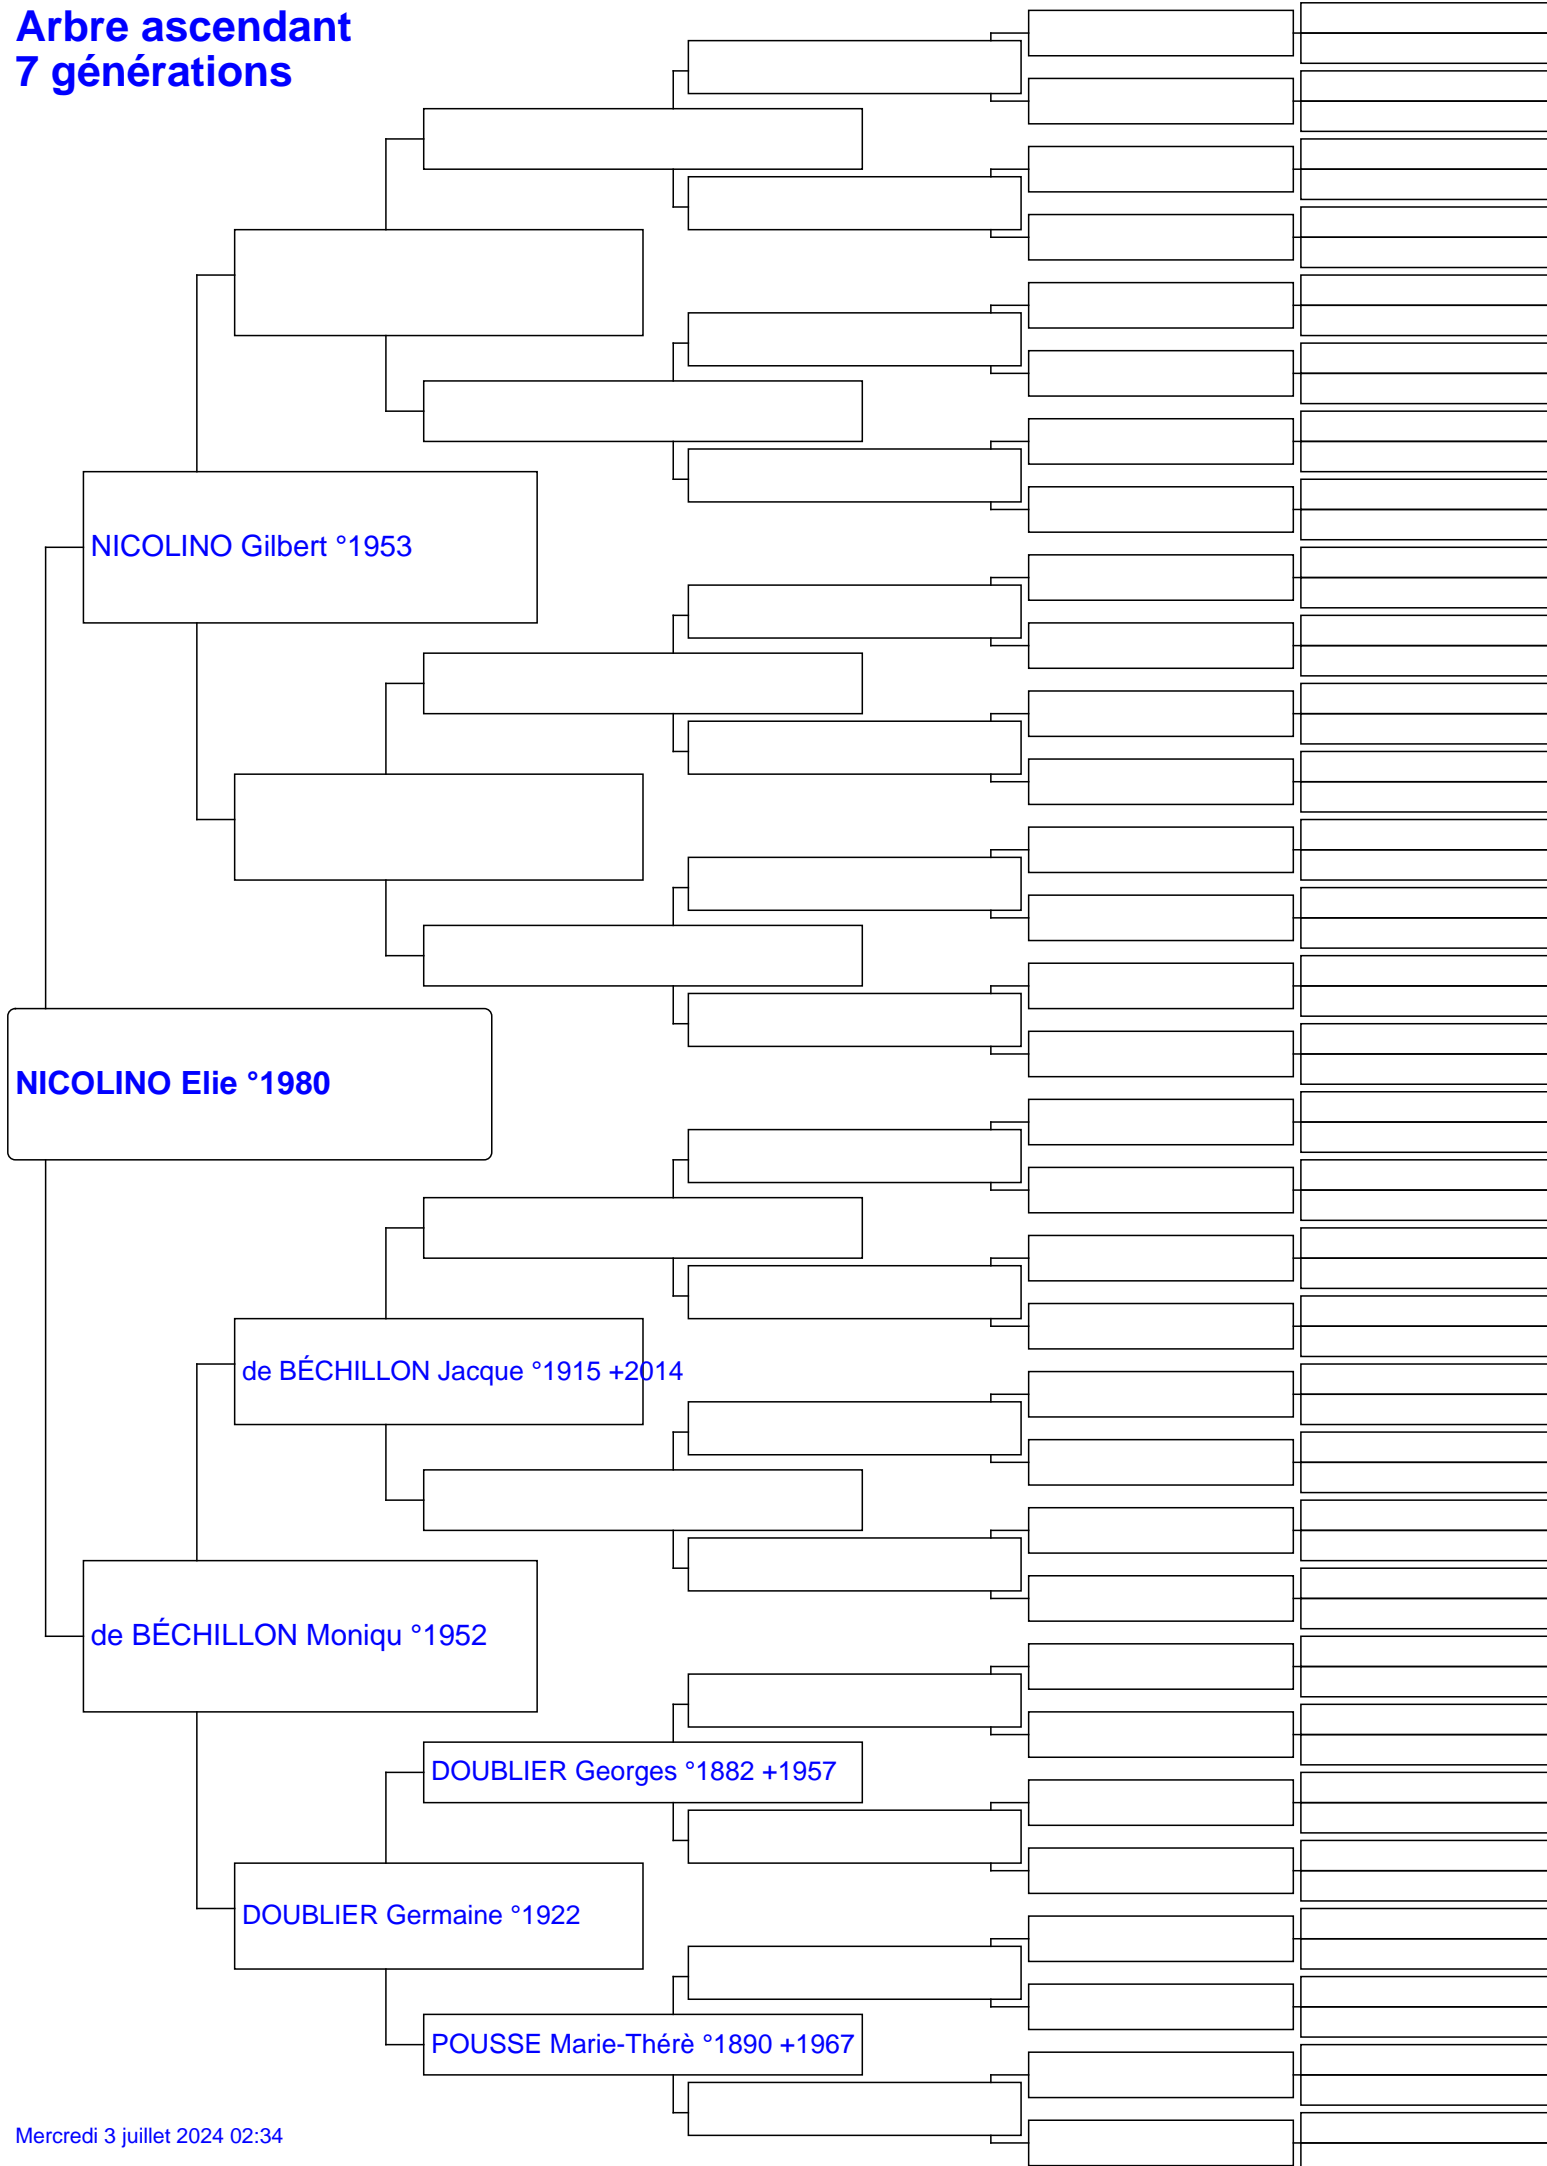 Arbre ascendant
7 générations
NICOLINO Gilbert °1953
NICOLINO Elie °1980
de BÉCHILLON Jacque °1915 +2014
de BÉCHILLON Moniqu °1952
DOUBLIER Georges °1882 +1957
DOUBLIER Germaine °1922
POUSSE Marie-Thérè °1890 +1967
Mercredi 3 juillet 2024 02:34